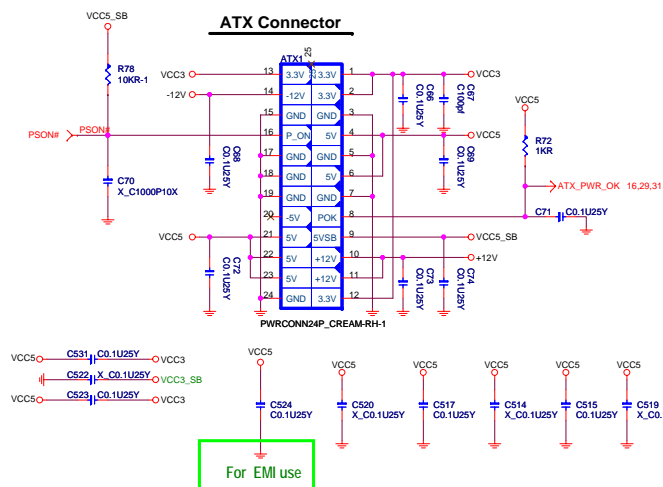 ATX Connector
VCC5_SB
R78
10KR-1
PSON#
PSON#
C70
X_C1000P10X
ATX1
25
VCC3
13
3.3V
3.3V
1
VCC3
-12V
14
-12V
3.3V
2
15
GND
GND
3
16
P_ON
5V
4
VCC5
17
GND
GND
5
18
GND
5V
6
19
GND
GND
7
20
-5V
POK
8
VCC5
21
5V
5VSB
9
VCC5_SB
22
5V
+12V
10
+12V
23
5V
+12V
11
24
GND
3.3V
12
PWRCONN24P_CREAM-RH-1
C68
C0.1U25Y
C72
C0.1U25Y
C66
C0.1U25Y
C67
C100pf
C69
C0.1U25Y
C73
C0.1U25Y
C74
C0.1U25Y
VCC5
R72
1KR
ATX_PWR_OK 16,29,31
C71
C0.1U25Y
VCC5
C531
C0.1U25Y
VCC3
C522
X_C0.1U25Y
VCC3_SB
VCC5
C523
C0.1U25Y
VCC3
VCC5
C524
C0.1U25Y
VCC5
C520
X_C0.1U25Y
VCC5
C517
C0.1U25Y
VCC5
C514
X_C0.1U25Y
VCC5
C515
C0.1U25Y
VCC5
C519
X_C0.
For EMI use